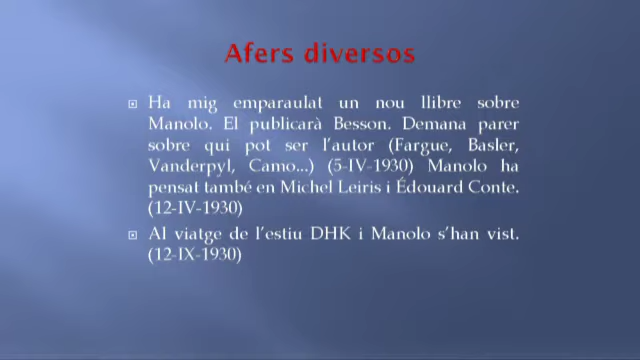 Afers diversos
Ha mig emparaulat un nou llibre sobre
Manolo. El publicarà Besson. Demana parer
sobre qui pot ser l'autor (Fargue, Basler,
Vanderpyl, Camo...) (5-IV-1930) Manolo ha
pensat també en Michel Leiris i Édouard Conte.
(12-IV-1930)
Al viatge de l'estiu DHK i Manolo s'han vist.
(12-IX-1930)